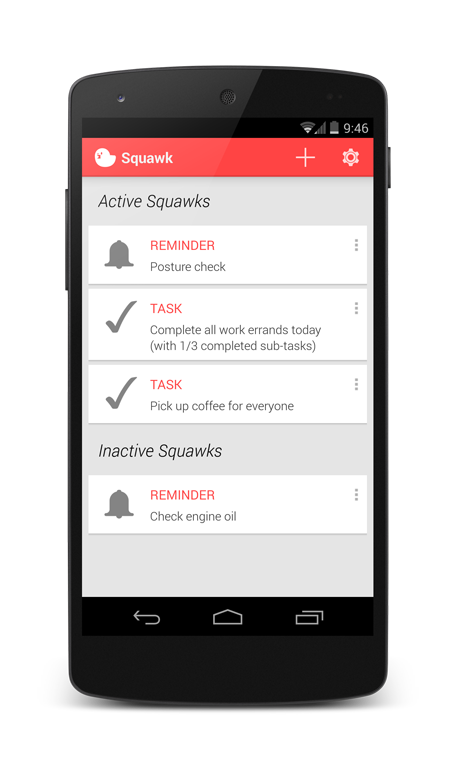 9:46
Squawk
Active Squawks
REMINDER
Posture check
TASK
Complete all work errands today
(with 1/3 completed sub-tasks)
TASK
Pick up coffee for everyone
Inactive Squawks
REMINDER
Check engine oil